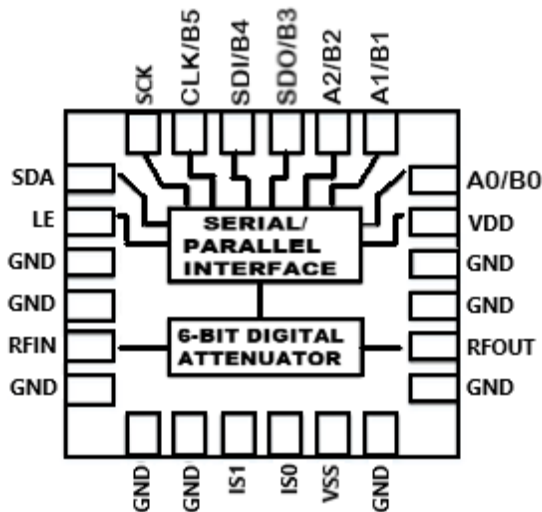 SCK
CLK/B5
SDI/B4
SDO/B3
A2/B2
A1/B1
SDA
LE
GND
GND
RFIN
GND
SERIAL/
PARALLEL
INTERFACE
6-BIT DIGITAL
ATTENUATOR
A0/B0
VDD
GND
GND
RFOUT
GND
GND
GND
IS1
IS0
VSS
GND